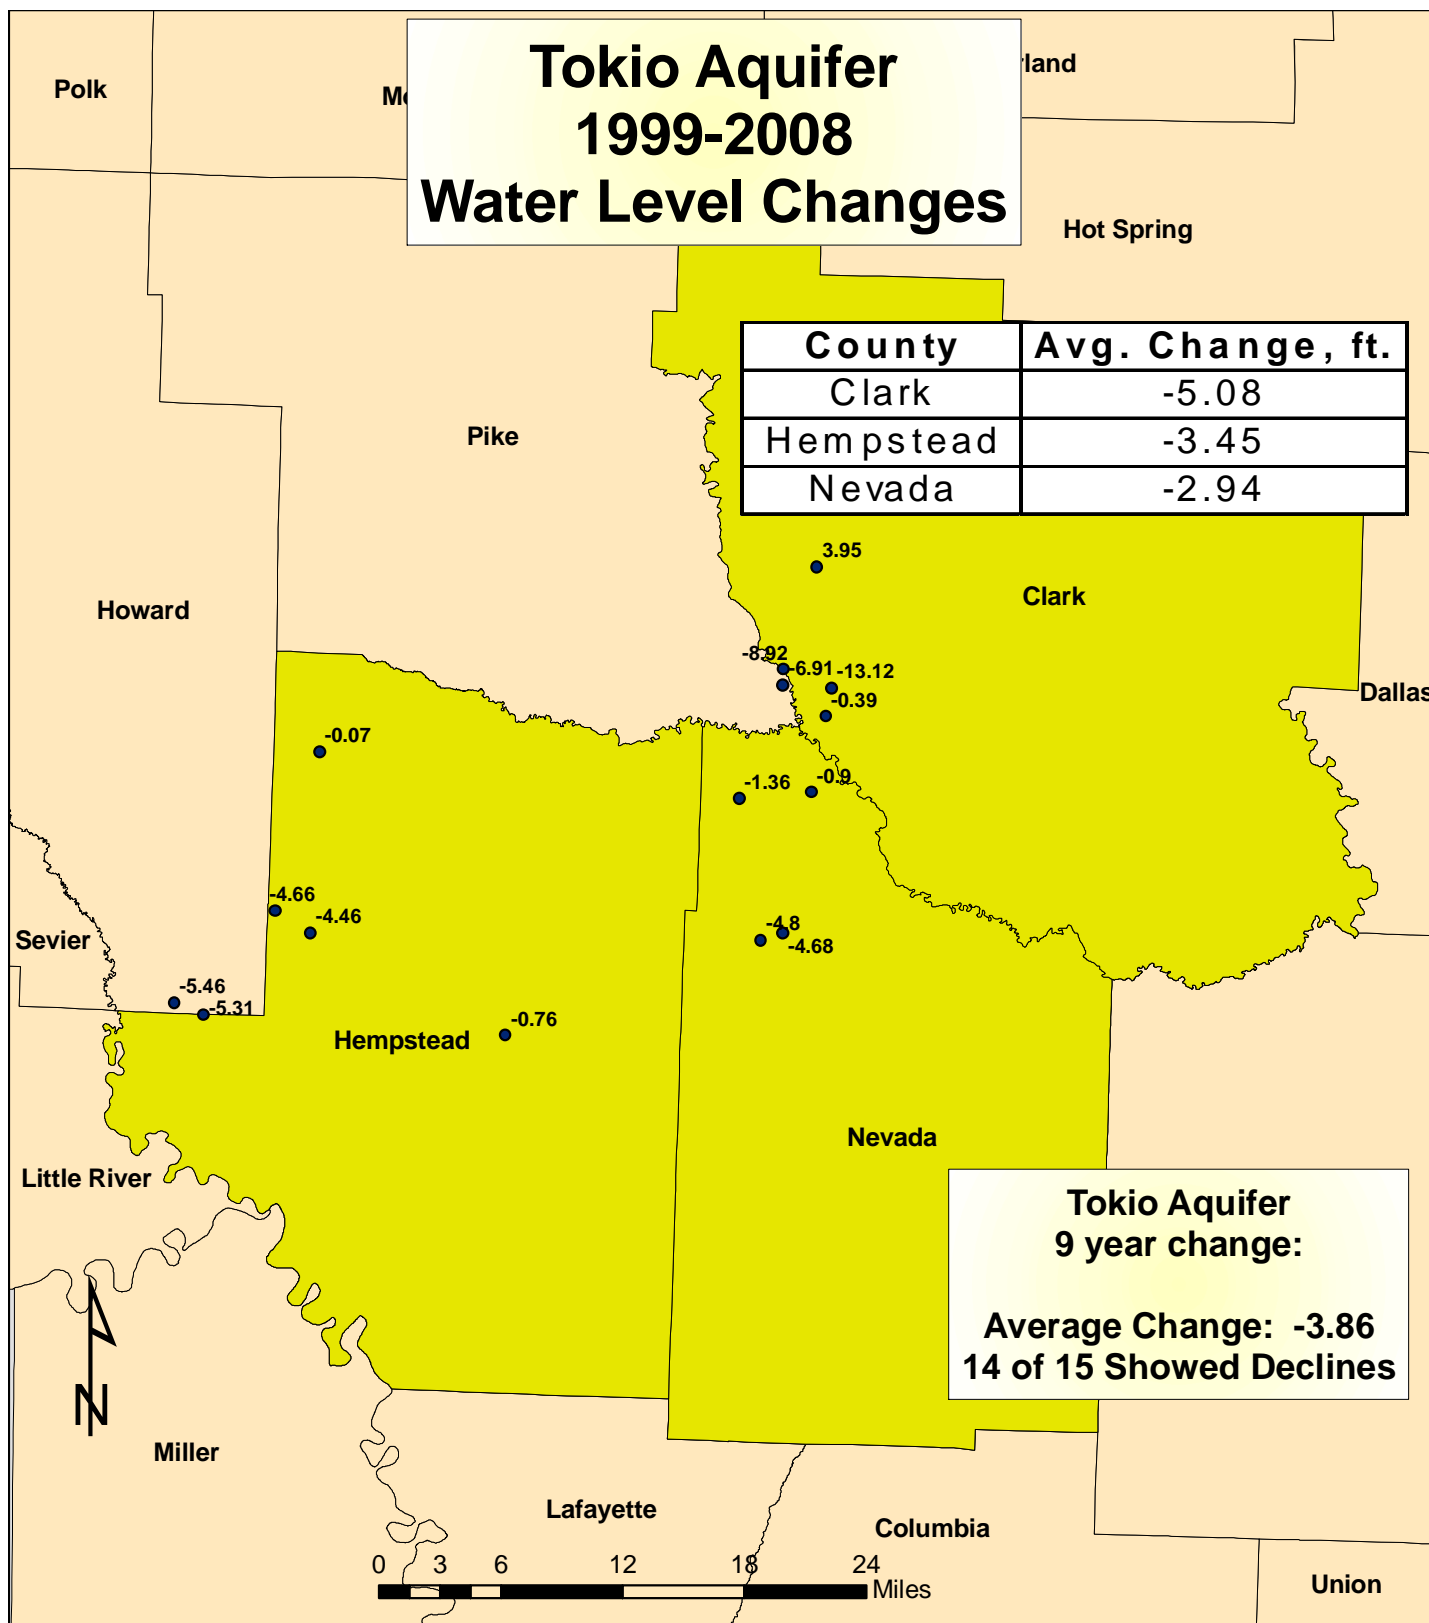 Tokio Aquifer
1999-2008
Water Level Changes
Polk
Mo
rland
Hot Spring
County Avg. Change, ft.
Clark -5.08
Hempstead -3.45
Nevada -2.94
Pike
3.95
Clark
Howard
-8.92
-6.91
-13.12
-0.39
Dallas
-0.07
-1.36
-0.9
-4.66
-4.46
-4.8
-4.68
Sevier
-5.46
-5.31
-0.76
Hempstead
Nevada
Little River
Tokio Aquifer
9 year change:
Average Change: -3.86
14 of 15 Showed Declines
N
Miller
Lafayette
Columbia
0 3 6 12 18 24
Miles
Union